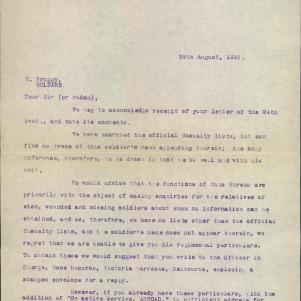 29th August, 1915.
Dear Sir (or Madam),
We beg to acknowledge receipt of your letter of the 24th
inst., and note its contents.
We have searched the official Casualty lists, but can
find no trace of this soldier's name appearing therein; the only
inference, therefore, to be drawn is that he is well and with his
unit.
We would advise that the functions of this Bureau are
primarily with the object of making enquiries for the relatives of
sick, wounded and missing soldiers about whom no information can be
obtained, and as, therefore, we have no lists other than the official
Casualty lists, and the soldier's name does not appear therein, we
regret that we are unable to give you his Regimental particulars.
To obtain these we would suggest that you write to the Officer in
Charge, Base Records, Victoria Barracks, Melbourne, enclosing a
stamped envelope for a reply.
However, if you already have these particulars, with the
addition of "On active service, ABROAD." is sufficient address for